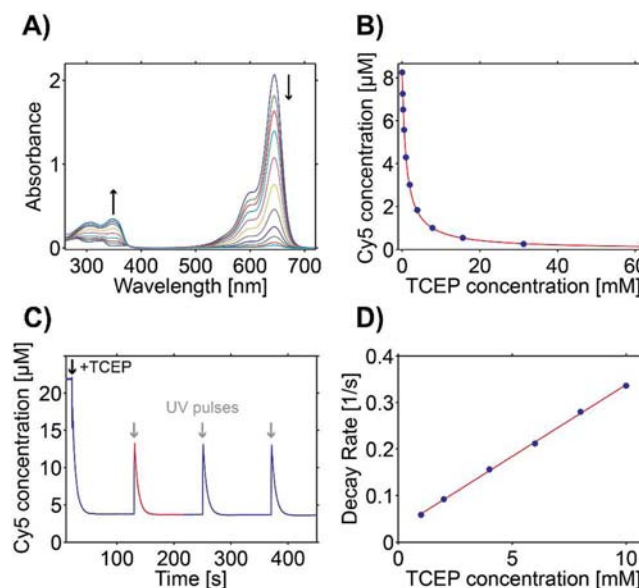 A)
Absorbance
2
1
0
300 400 500 600 700
Wavelength [nm]
B)
Cy5 concentration [µM]
8
6
4
2
0
0 20 40 60
TCEP concentration [mM]
C)
Cy5 concentration [µM]
+TCEP
UV pulses
25
20
15
10
5
0
100 200 300 400
Time [s]
D)
Decay Rate [1/s]
0.4
0.3
0.2
0.1
0
0 5 10
TCEP concentration [mM]